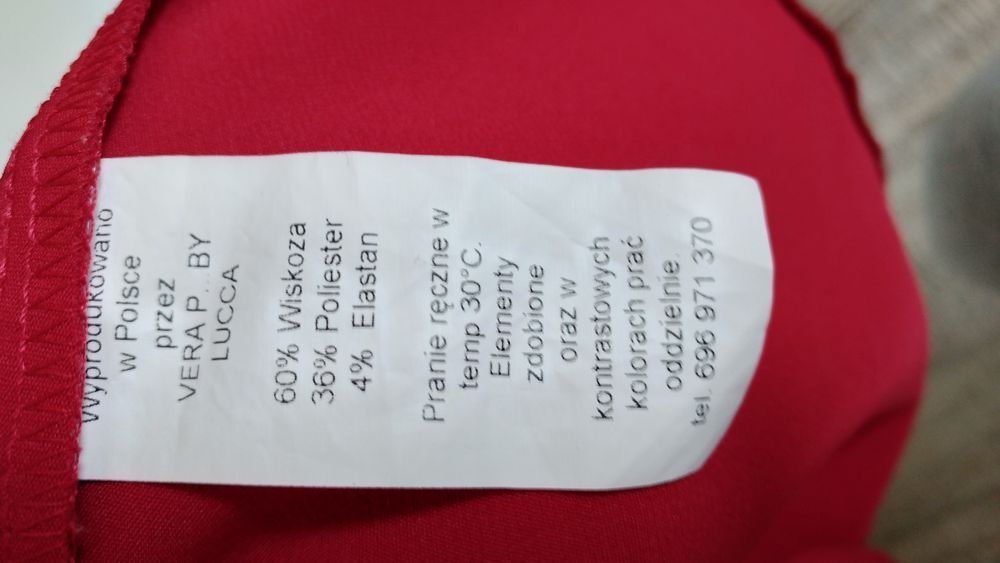 Wyprodukowano
w Polsce
przez
VERA P... BY
LUCCA
60% Wiskoza
36% Poliester
4% Elastan
Pranie ręczne w
temp 30°C.
Elementy
zdobione
oraz w
kontrastowych
kolorach prać
oddzielnie.
tel. 696 971 370